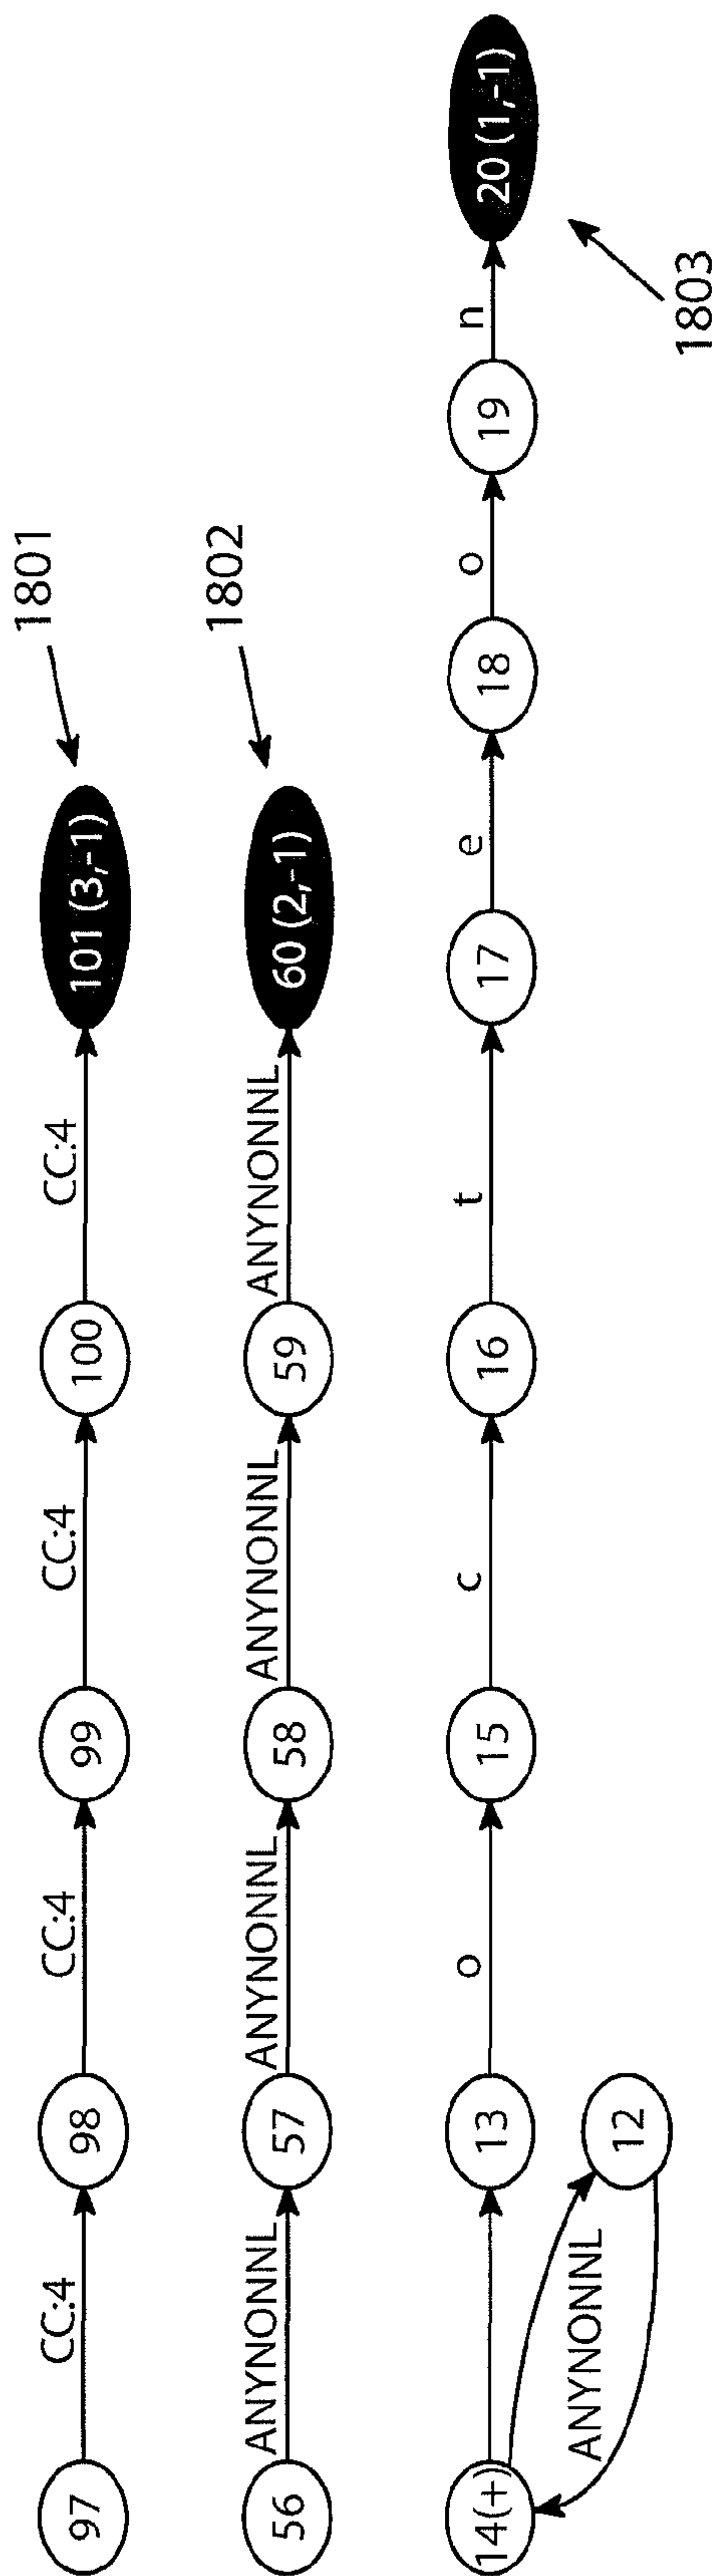 1801
97 CC:4 98 CC:4 99 CC:4 100 CC:4 101 (3,-1)
1802
56 ANYNONNL 57 ANYNONNL 58 ANYNONNL 59 ANYNONNL 60 (2,-1)
14(+) 13 o 15 c 16 t 17 e 18 o 19 n 20 (1,-1)
ANYNONNL 12
1803